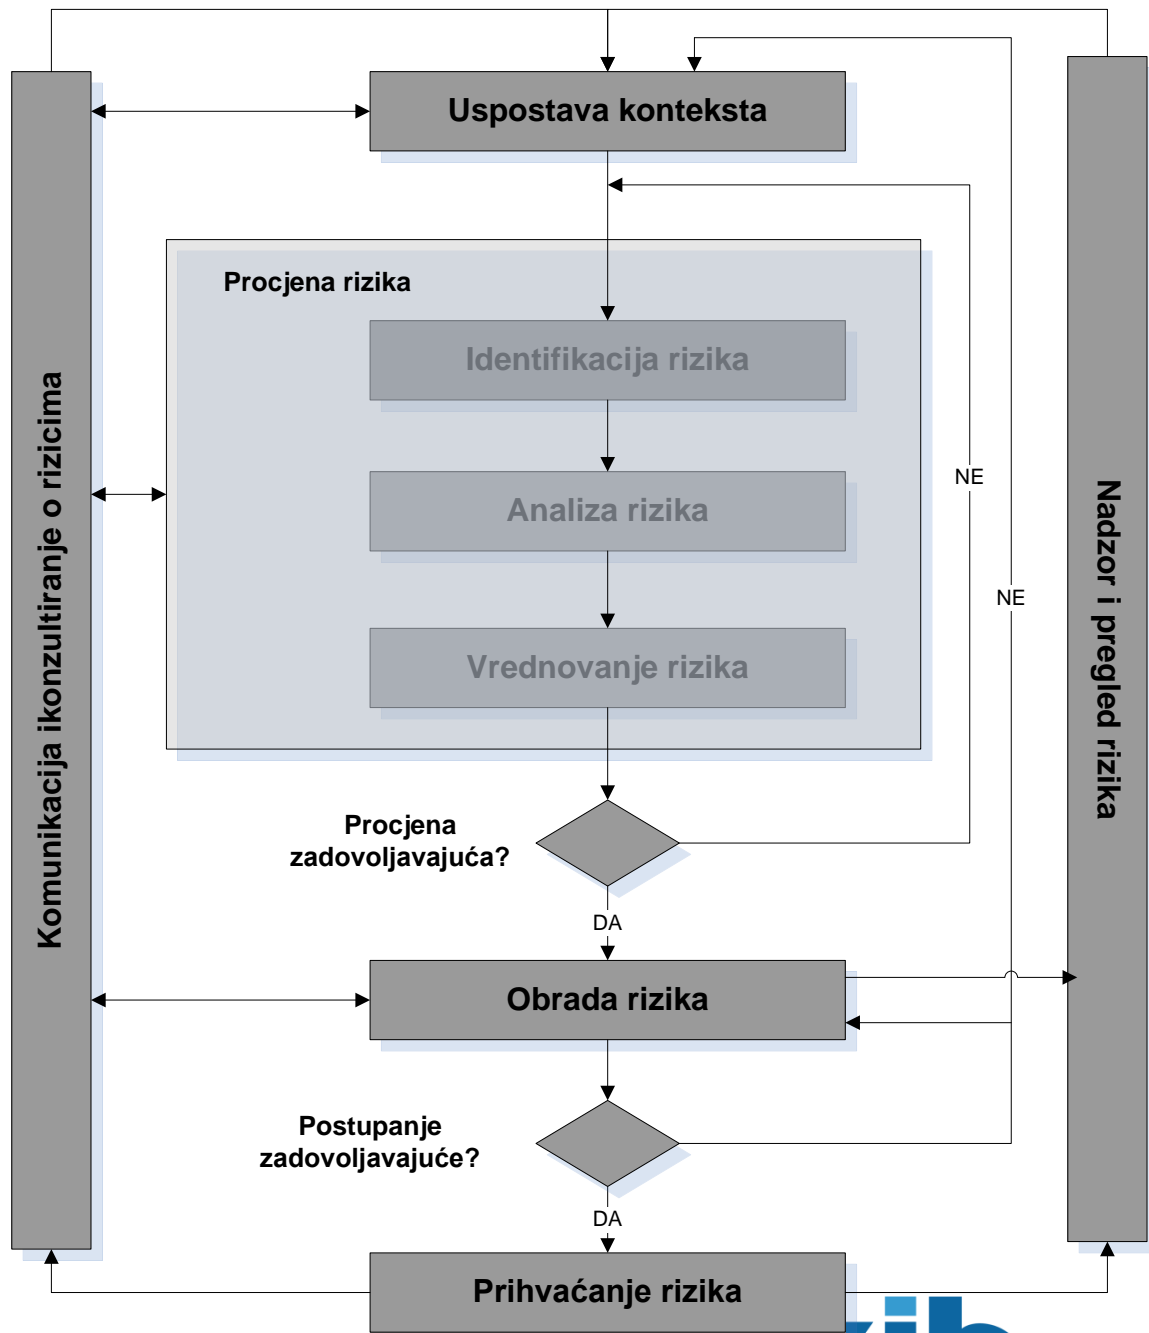 Uspostava konteksta
Procjena rizika
Identifikacija rizika
Analiza rizika
Vrednovanje rizika
NE
NE
Procjena
zadovoljavajuća?
DA
Obrada rizika
Postupanje
zadovoljavajuće?
DA
Prihvaćanje rizika
Komunikacija ikonzultiranje o rizicima
Nadzor i pregled rizika